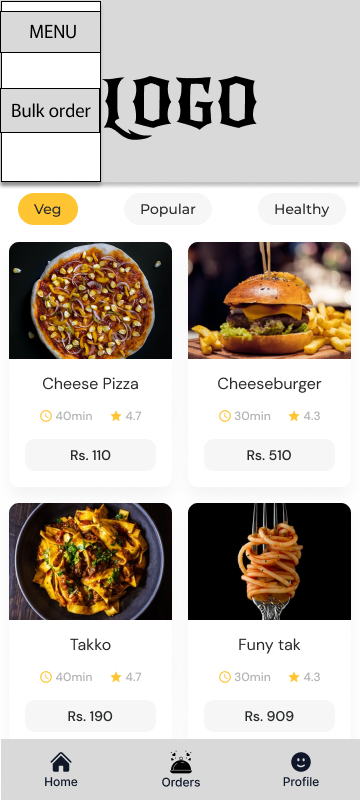 MENU
Bulk order
LOGO
Veg
Popular
Healthy
Cheese Pizza
40min
4.7
Rs. 110
Cheeseburger
30min
4.3
Rs. 510
Takko
40min
4.7
Rs. 190
Funy tak
30min
4.3
Rs. 909
Home
Orders
Profile